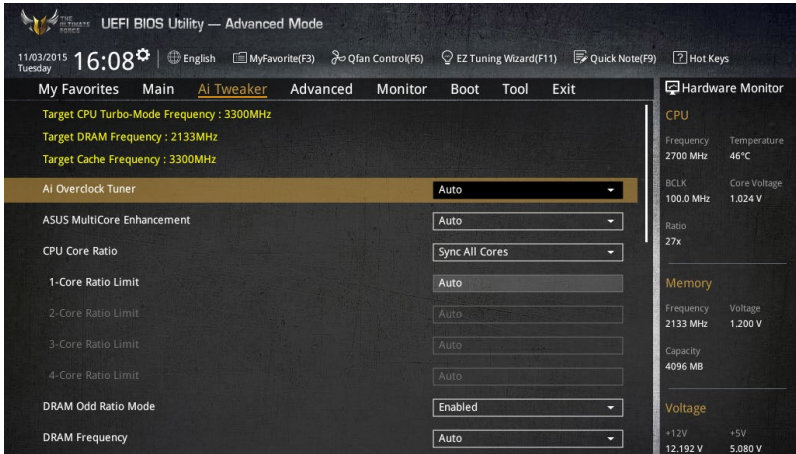 THE ULTIMATE FORCE UEFI BIOS Utility — Advanced Mode
11/03/2015 Tuesday 16:08 English MyFavorite(F3) Qfan Control(F6) EZ Tuning Wizard(F11) Quick Note(F9) ? Hot Keys
My Favorites Main Ai Tweaker Advanced Monitor Boot Tool Exit
Target CPU Turbo-Mode Frequency : 3300MHz
Target DRAM Frequency : 2133MHz
Target Cache Frequency : 3300MHz
Ai Overclock Tuner Auto
ASUS MultiCore Enhancement Auto
CPU Core Ratio Sync All Cores
1-Core Ratio Limit Auto
2-Core Ratio Limit Auto
3-Core Ratio Limit Auto
4-Core Ratio Limit Auto
DRAM Odd Ratio Mode Enabled
DRAM Frequency Auto
Hardware Monitor
CPU
Frequency Temperature
2700 MHz 46°C
BCLK Core Voltage
100.0 MHz 1.024 V
Ratio
27x
Memory
Frequency Voltage
2133 MHz 1.200 V
Capacity
4096 MB
Voltage
+12V +5V
12.192 V 5.080 V